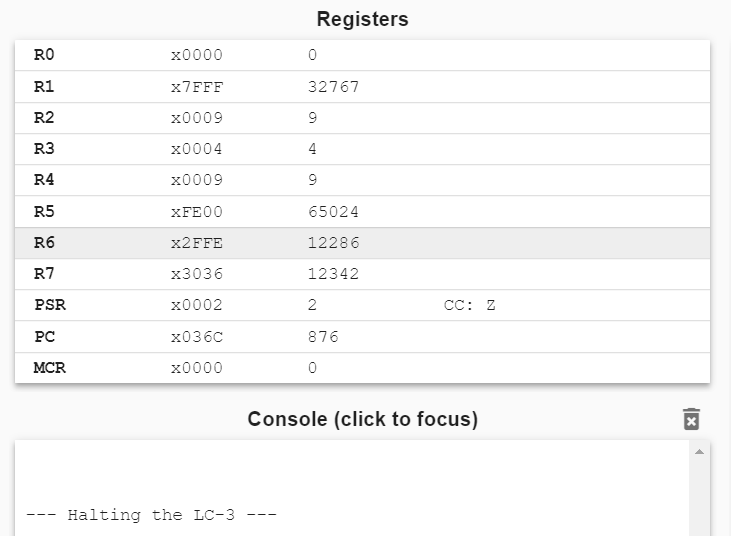 Registers
R0 x0000 0
R1 x7FFF 32767
R2 x0009 9
R3 x0004 4
R4 x0009 9
R5 xFE00 65024
R6 x2FFE 12286
R7 x3036 12342
PSR x0002 2 CC: Z
PC x036C 876
MCR x0000 0
Console (click to focus)
--- Halting the LC-3 ---